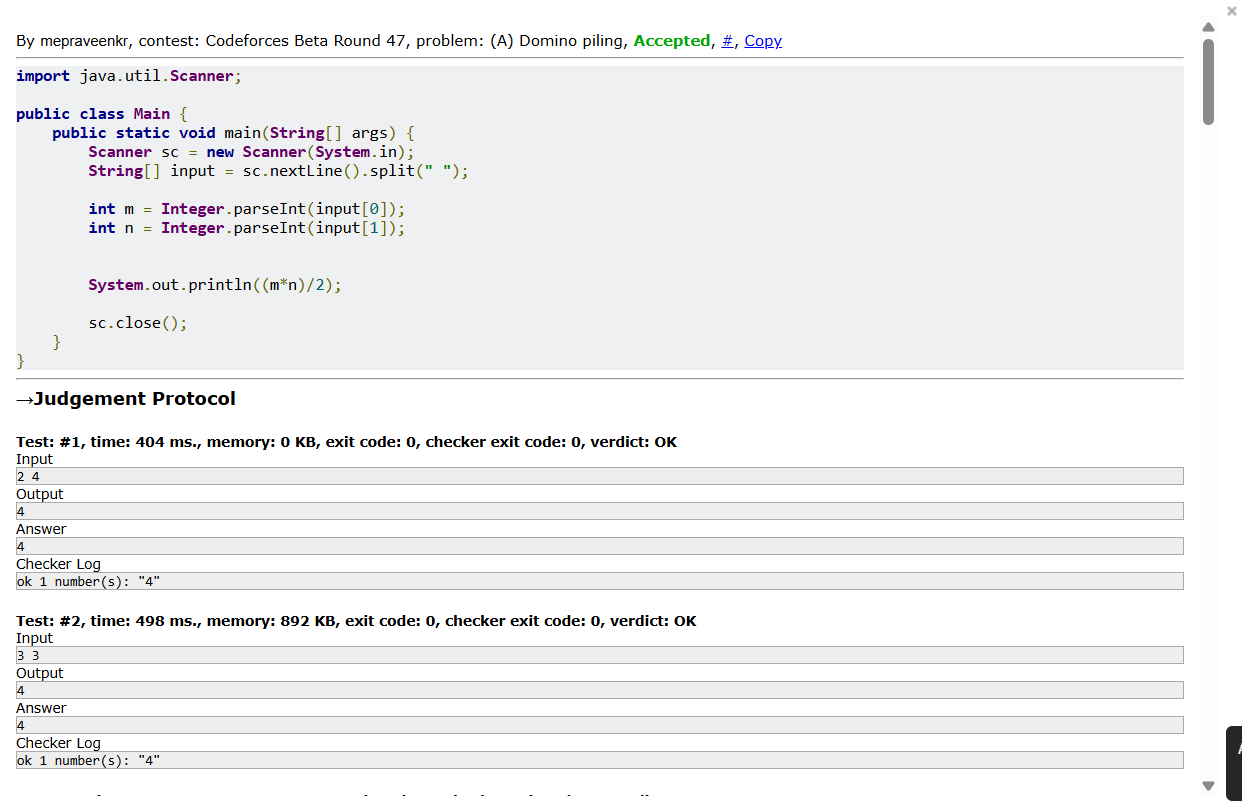 By mepraveenkr, contest: Codeforces Beta Round 47, problem: (A) Domino piling, Accepted, #, Copy
import java.util.Scanner;
public class Main {
    public static void main(String[] args) {
        Scanner sc = new Scanner(System.in);
        String[] input = sc.nextLine().split(" ");
        int m = Integer.parseInt(input[0]);
        int n = Integer.parseInt(input[1]);
        System.out.println((m*n)/2);
        sc.close();
    }
}
→Judgement Protocol
Test: #1, time: 404 ms., memory: 0 KB, exit code: 0, checker exit code: 0, verdict: OK
Input
2 4
Output
4
Answer
4
Checker Log
ok 1 number(s): "4"
Test: #2, time: 498 ms., memory: 892 KB, exit code: 0, checker exit code: 0, verdict: OK
Input
3 3
Output
4
Answer
4
Checker Log
ok 1 number(s): "4"